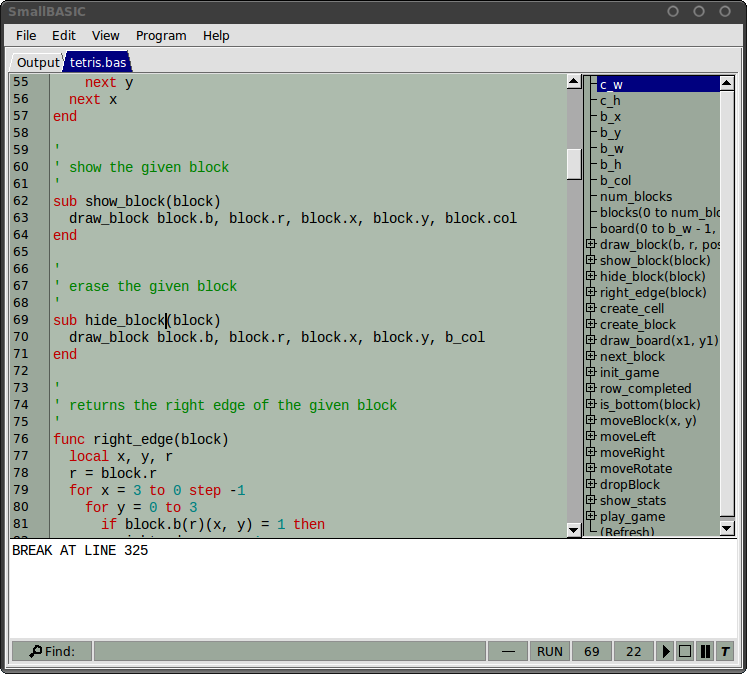 SmallBASIC
File Edit View Program Help
Output tetris.bas
55 next y
56 next x
57 end
58
59 '
60 ' show the given block
61 '
62 sub show_block(block)
63 draw_block block.b, block.r, block.x, block.y, block.col
64 end
65
66 '
67 ' erase the given block
68 '
69 sub hide_block(block)
70 draw_block block.b, block.r, block.x, block.y, b_col
71 end
72
73 '
74 ' returns the right edge of the given block
75 '
76 func right_edge(block)
77 local x, y, r
78 r = block.r
79 for x = 3 to 0 step -1
80 for y = 0 to 3
81 if block.b(r)(x, y) = 1 then
c_w
c_h
b_x
b_y
b_w
b_h
b_col
num_blocks
blocks(0 to num_blo
board(0 to b_w - 1,
draw_block(b, r, pos
show_block(block)
hide_block(block)
right_edge(block)
create_cell
create_block
draw_board(x1, y1)
next_block
init_game
row_completed
is_bottom(block)
moveBlock(x, y)
moveLeft
moveRight
moveRotate
dropBlock
show_stats
play_game
(Refresh)
BREAK AT LINE 325
Find: — RUN 69 22 T